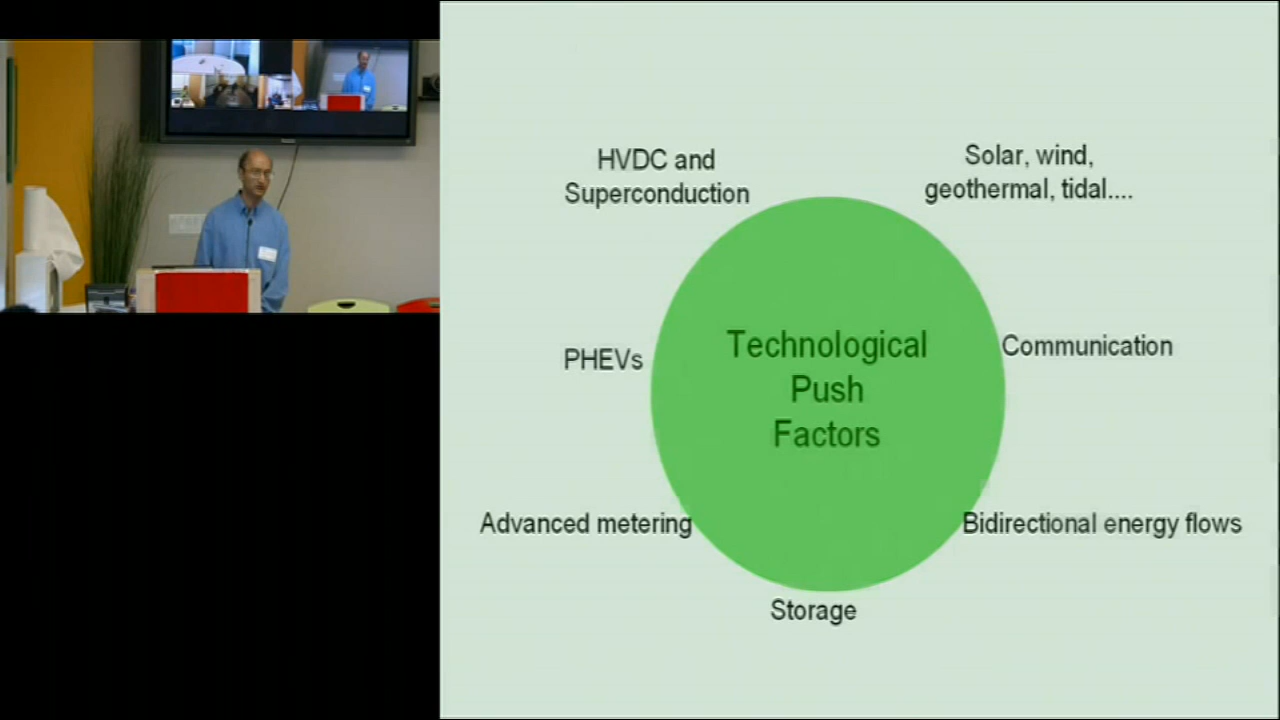 HVDC and
Superconduction
Solar, wind,
geothermal, tidal....
PHEVs
Technological
Push
Factors
Communication
Advanced metering
Bidirectional energy flows
Storage